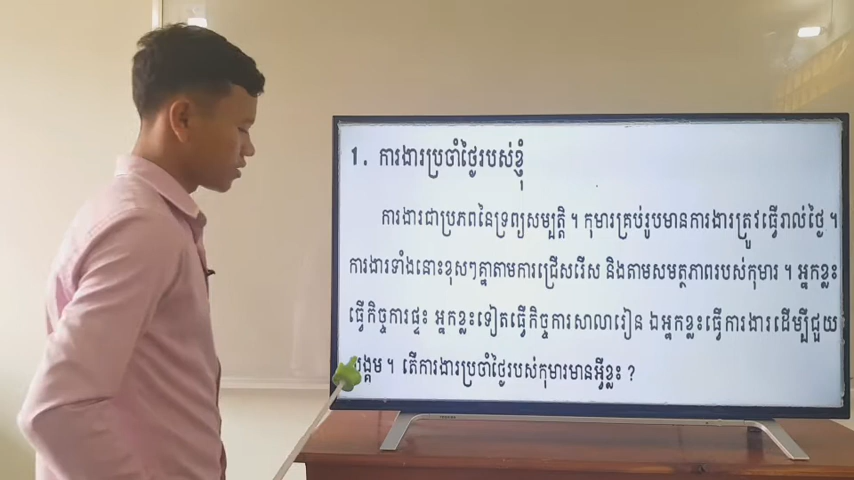 1. ការងារប្រចាំថ្ងៃរបស់ខ្ញុំ
ការងារជាប្រភពនៃទ្រព្យសម្បត្តិ ។ កុមារគ្រប់រូបមានការងារត្រូវធ្វើរាល់ថ្ងៃ ។
ការងារទាំងនោះខុសៗគ្នាតាមការជ្រើសរើស និងតាមសមត្ថភាពរបស់កុមារ ។ អ្នកខ្លះ
ធ្វើកិច្ចការផ្ទះ អ្នកខ្លះទៀតធ្វើកិច្ចការសាលារៀន ឯអ្នកខ្លះធ្វើការងារដើម្បីជួយ
សង្គម ។ តើការងារប្រចាំថ្ងៃរបស់កុមារមានអ្វីខ្លះ ?